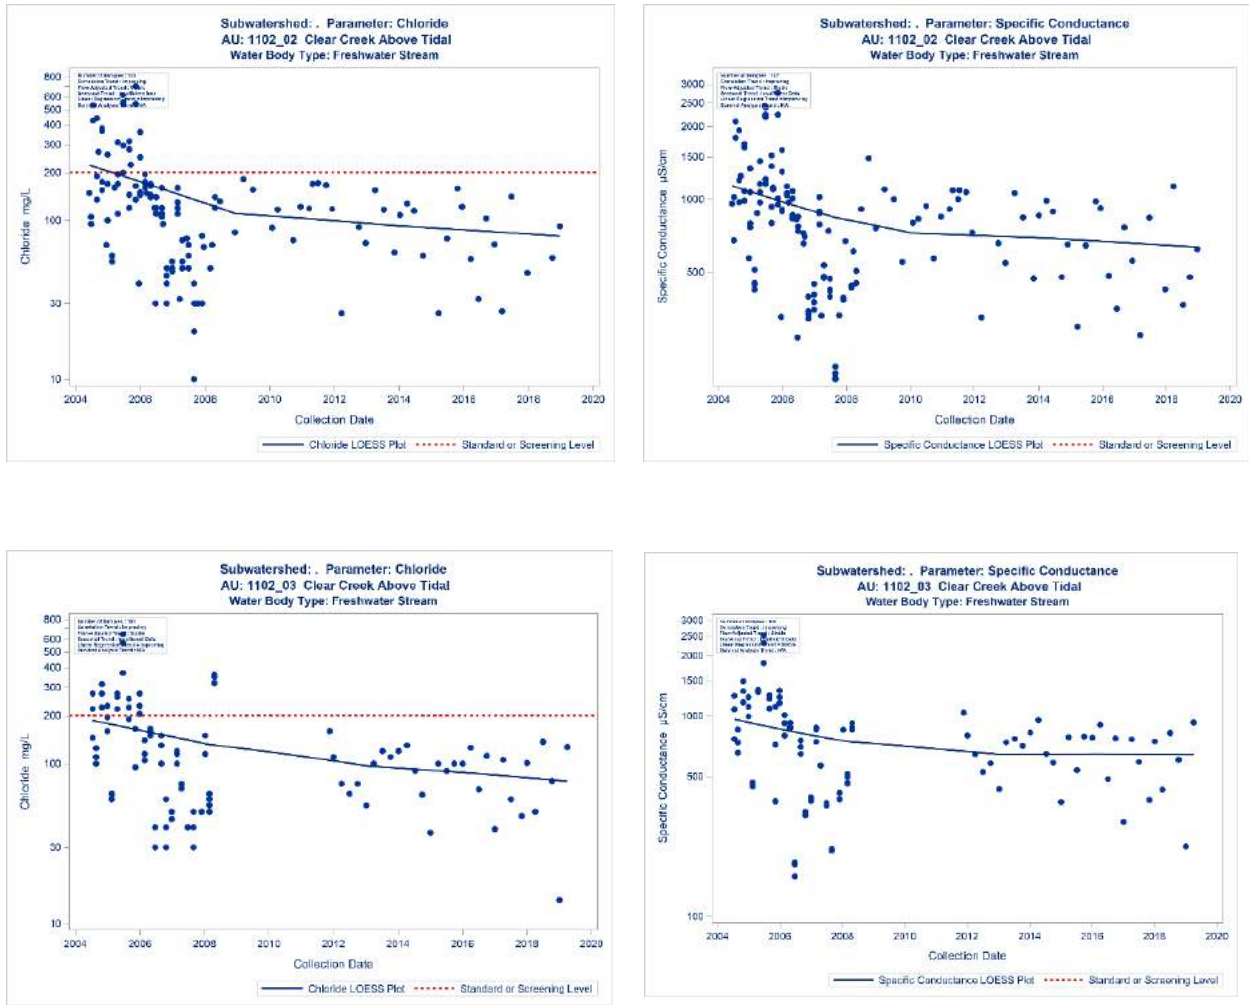 Subwatershed: .  Parameter: Chloride
AU: 1102_02  Clear Creek Above Tidal
Water Body Type: Freshwater Stream
Chloride  mg/L
800
600
500
400
300
200
100
30
10
2004 2006 2008 2010 2012 2014 2016 2018 2020
Collection Date
Chloride LOESS Plot Standard or Screening Level
Subwatershed: .  Parameter: Specific Conductance
AU: 1102_02  Clear Creek Above Tidal
Water Body Type: Freshwater Stream
Specific Conductance  µS/cm
3000
2500
2000
1500
1000
500
2004 2006 2008 2010 2012 2014 2016 2018 2020
Collection Date
Specific Conductance LOESS Plot Standard or Screening Level
Subwatershed: .  Parameter: Chloride
AU: 1102_03  Clear Creek Above Tidal
Water Body Type: Freshwater Stream
Chloride  mg/L
800
600
500
400
300
200
100
30
10
2004 2006 2008 2010 2012 2014 2016 2018 2020
Collection Date
Chloride LOESS Plot Standard or Screening Level
Subwatershed: .  Parameter: Specific Conductance
AU: 1102_03  Clear Creek Above Tidal
Water Body Type: Freshwater Stream
Specific Conductance  µS/cm
3000
2500
2000
1500
1000
500
100
2004 2006 2008 2010 2012 2014 2016 2018 2020
Collection Date
Specific Conductance LOESS Plot Standard or Screening Level